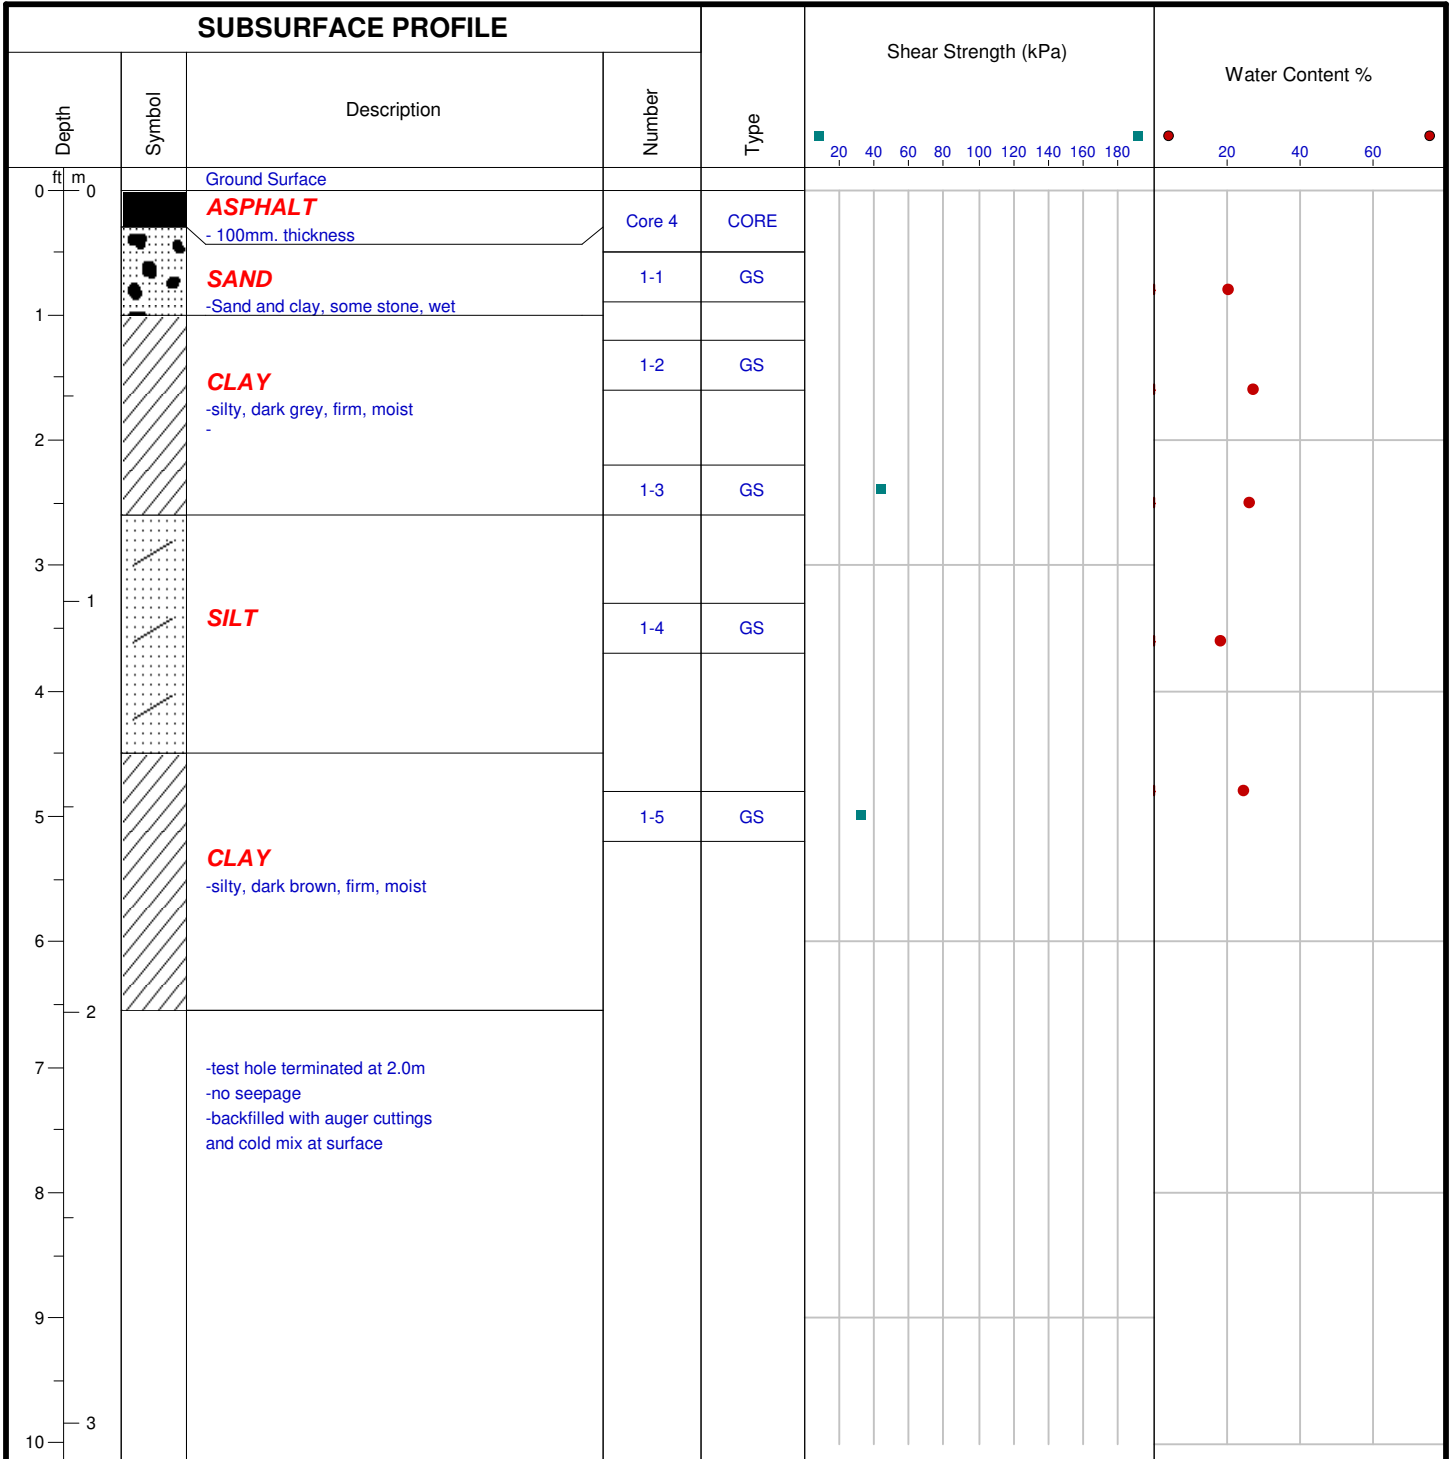 SUBSURFACE PROFILE
Depth
Symbol
Description
Number
Type
Shear Strength (kPa)
20 40 60 80 100 120 140 160 180
Water Content %
20 40 60
ft m
Ground Surface
0 0
ASPHALT
- 100mm. thickness
Core 4 CORE
SAND
-Sand and clay, some stone, wet
1-1 GS
1
1-2 GS
CLAY
-silty, dark grey, firm, moist
-
2
1-3 GS
3
1
SILT
1-4 GS
4
5
1-5 GS
CLAY
-silty, dark brown, firm, moist
6
2
7
-test hole terminated at 2.0m
-no seepage
-backfilled with auger cuttings
and cold mix at surface
8
9
3
10